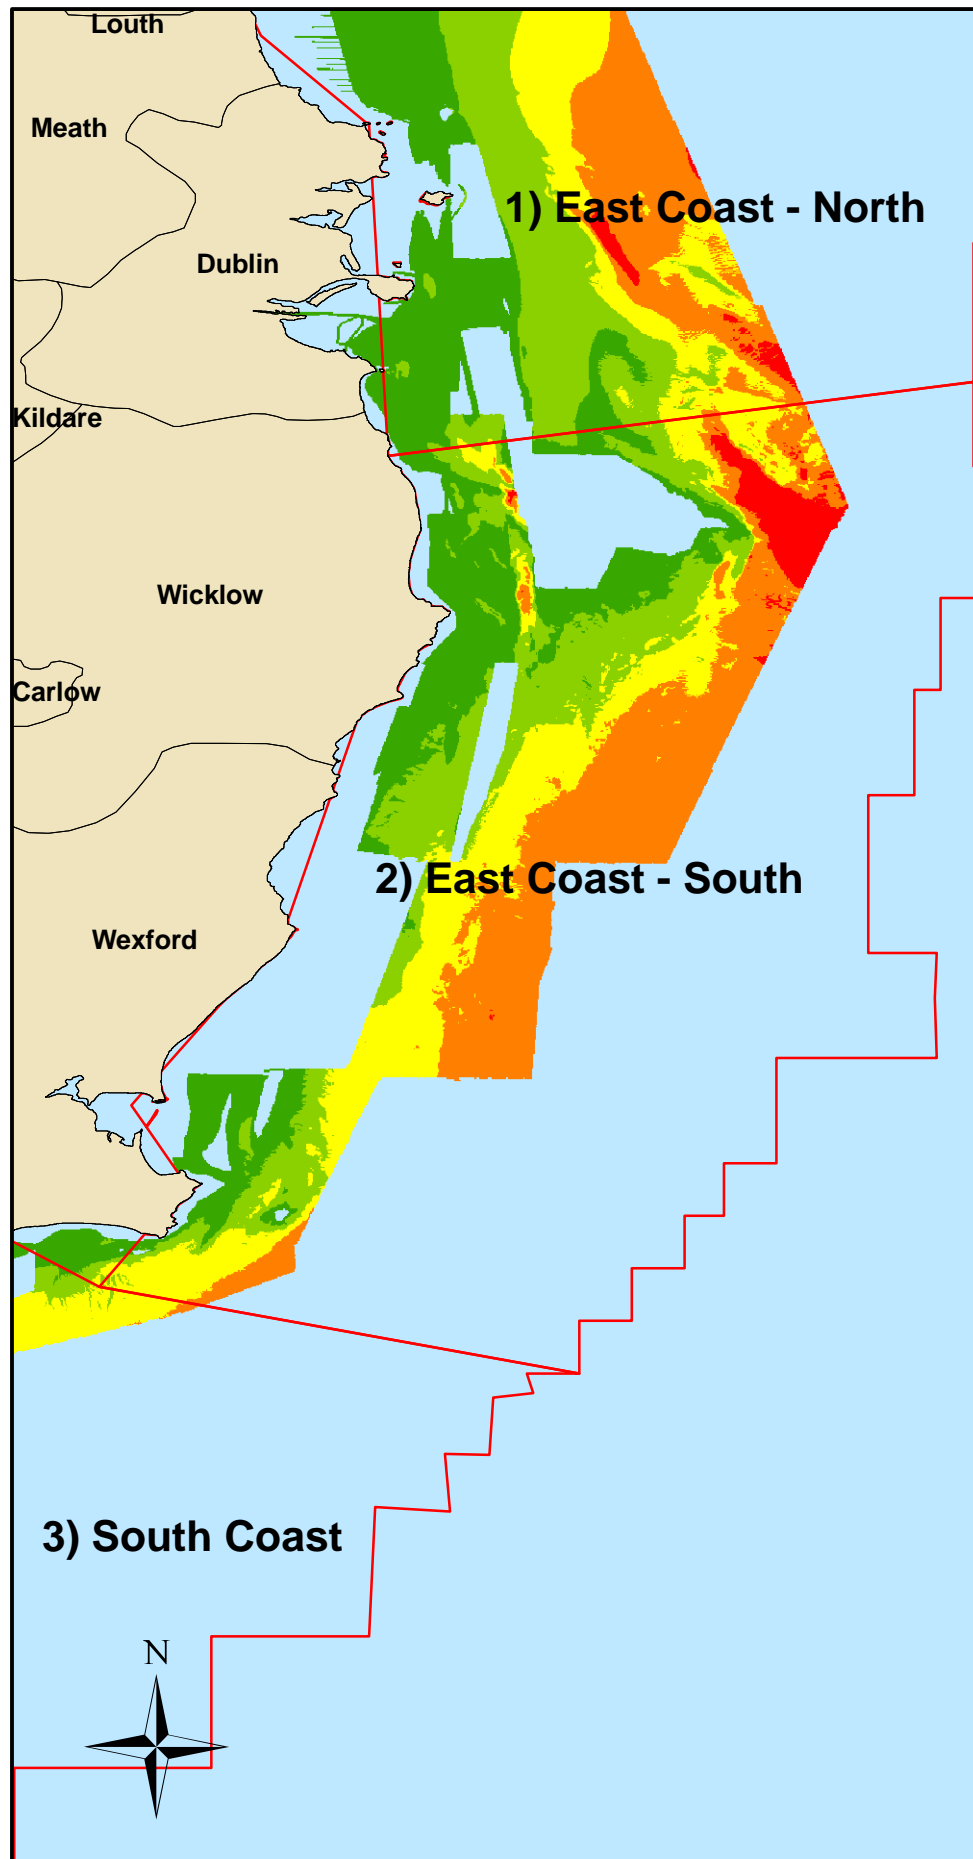 Louth
Meath
1) East Coast - North
Dublin
Kildare
Wicklow
Carlow
2) East Coast - South
Wexford
3) South Coast
N